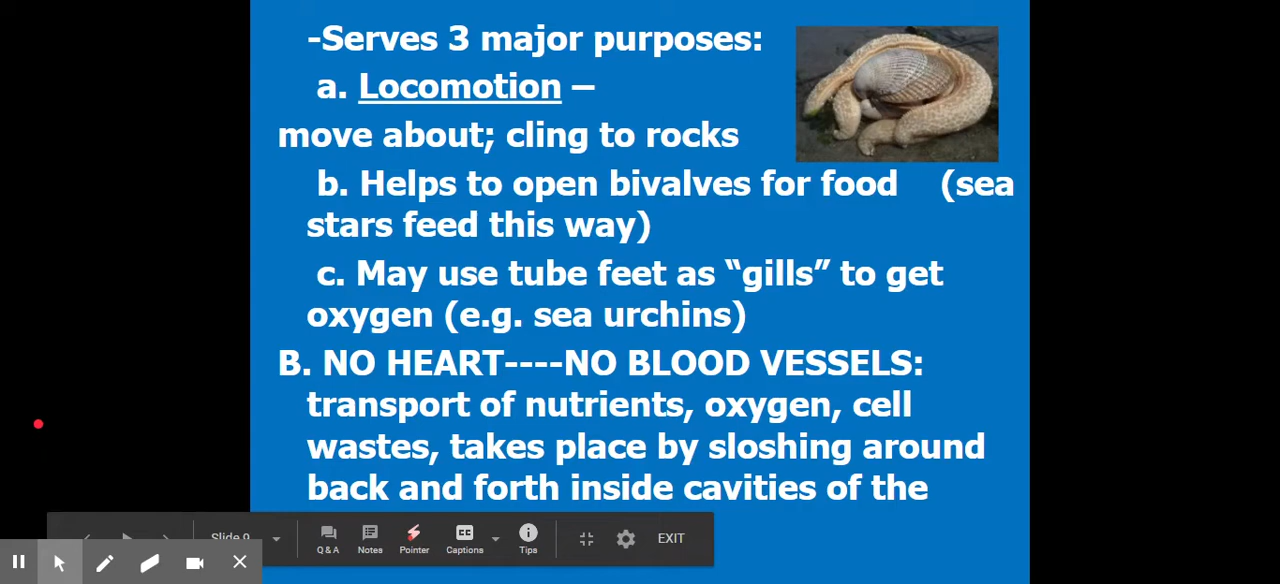 -Serves 3 major purposes:
a. Locomotion –
move about; cling to rocks
b. Helps to open bivalves for food (sea
stars feed this way)
c. May use tube feet as “gills” to get
oxygen (e.g. sea urchins)
B. NO HEART----NO BLOOD VESSELS:
transport of nutrients, oxygen, cell
wastes, takes place by sloshing around
back and forth inside cavities of the
Slide 9
Q & A Notes Pointer Captions Tips EXIT
CC